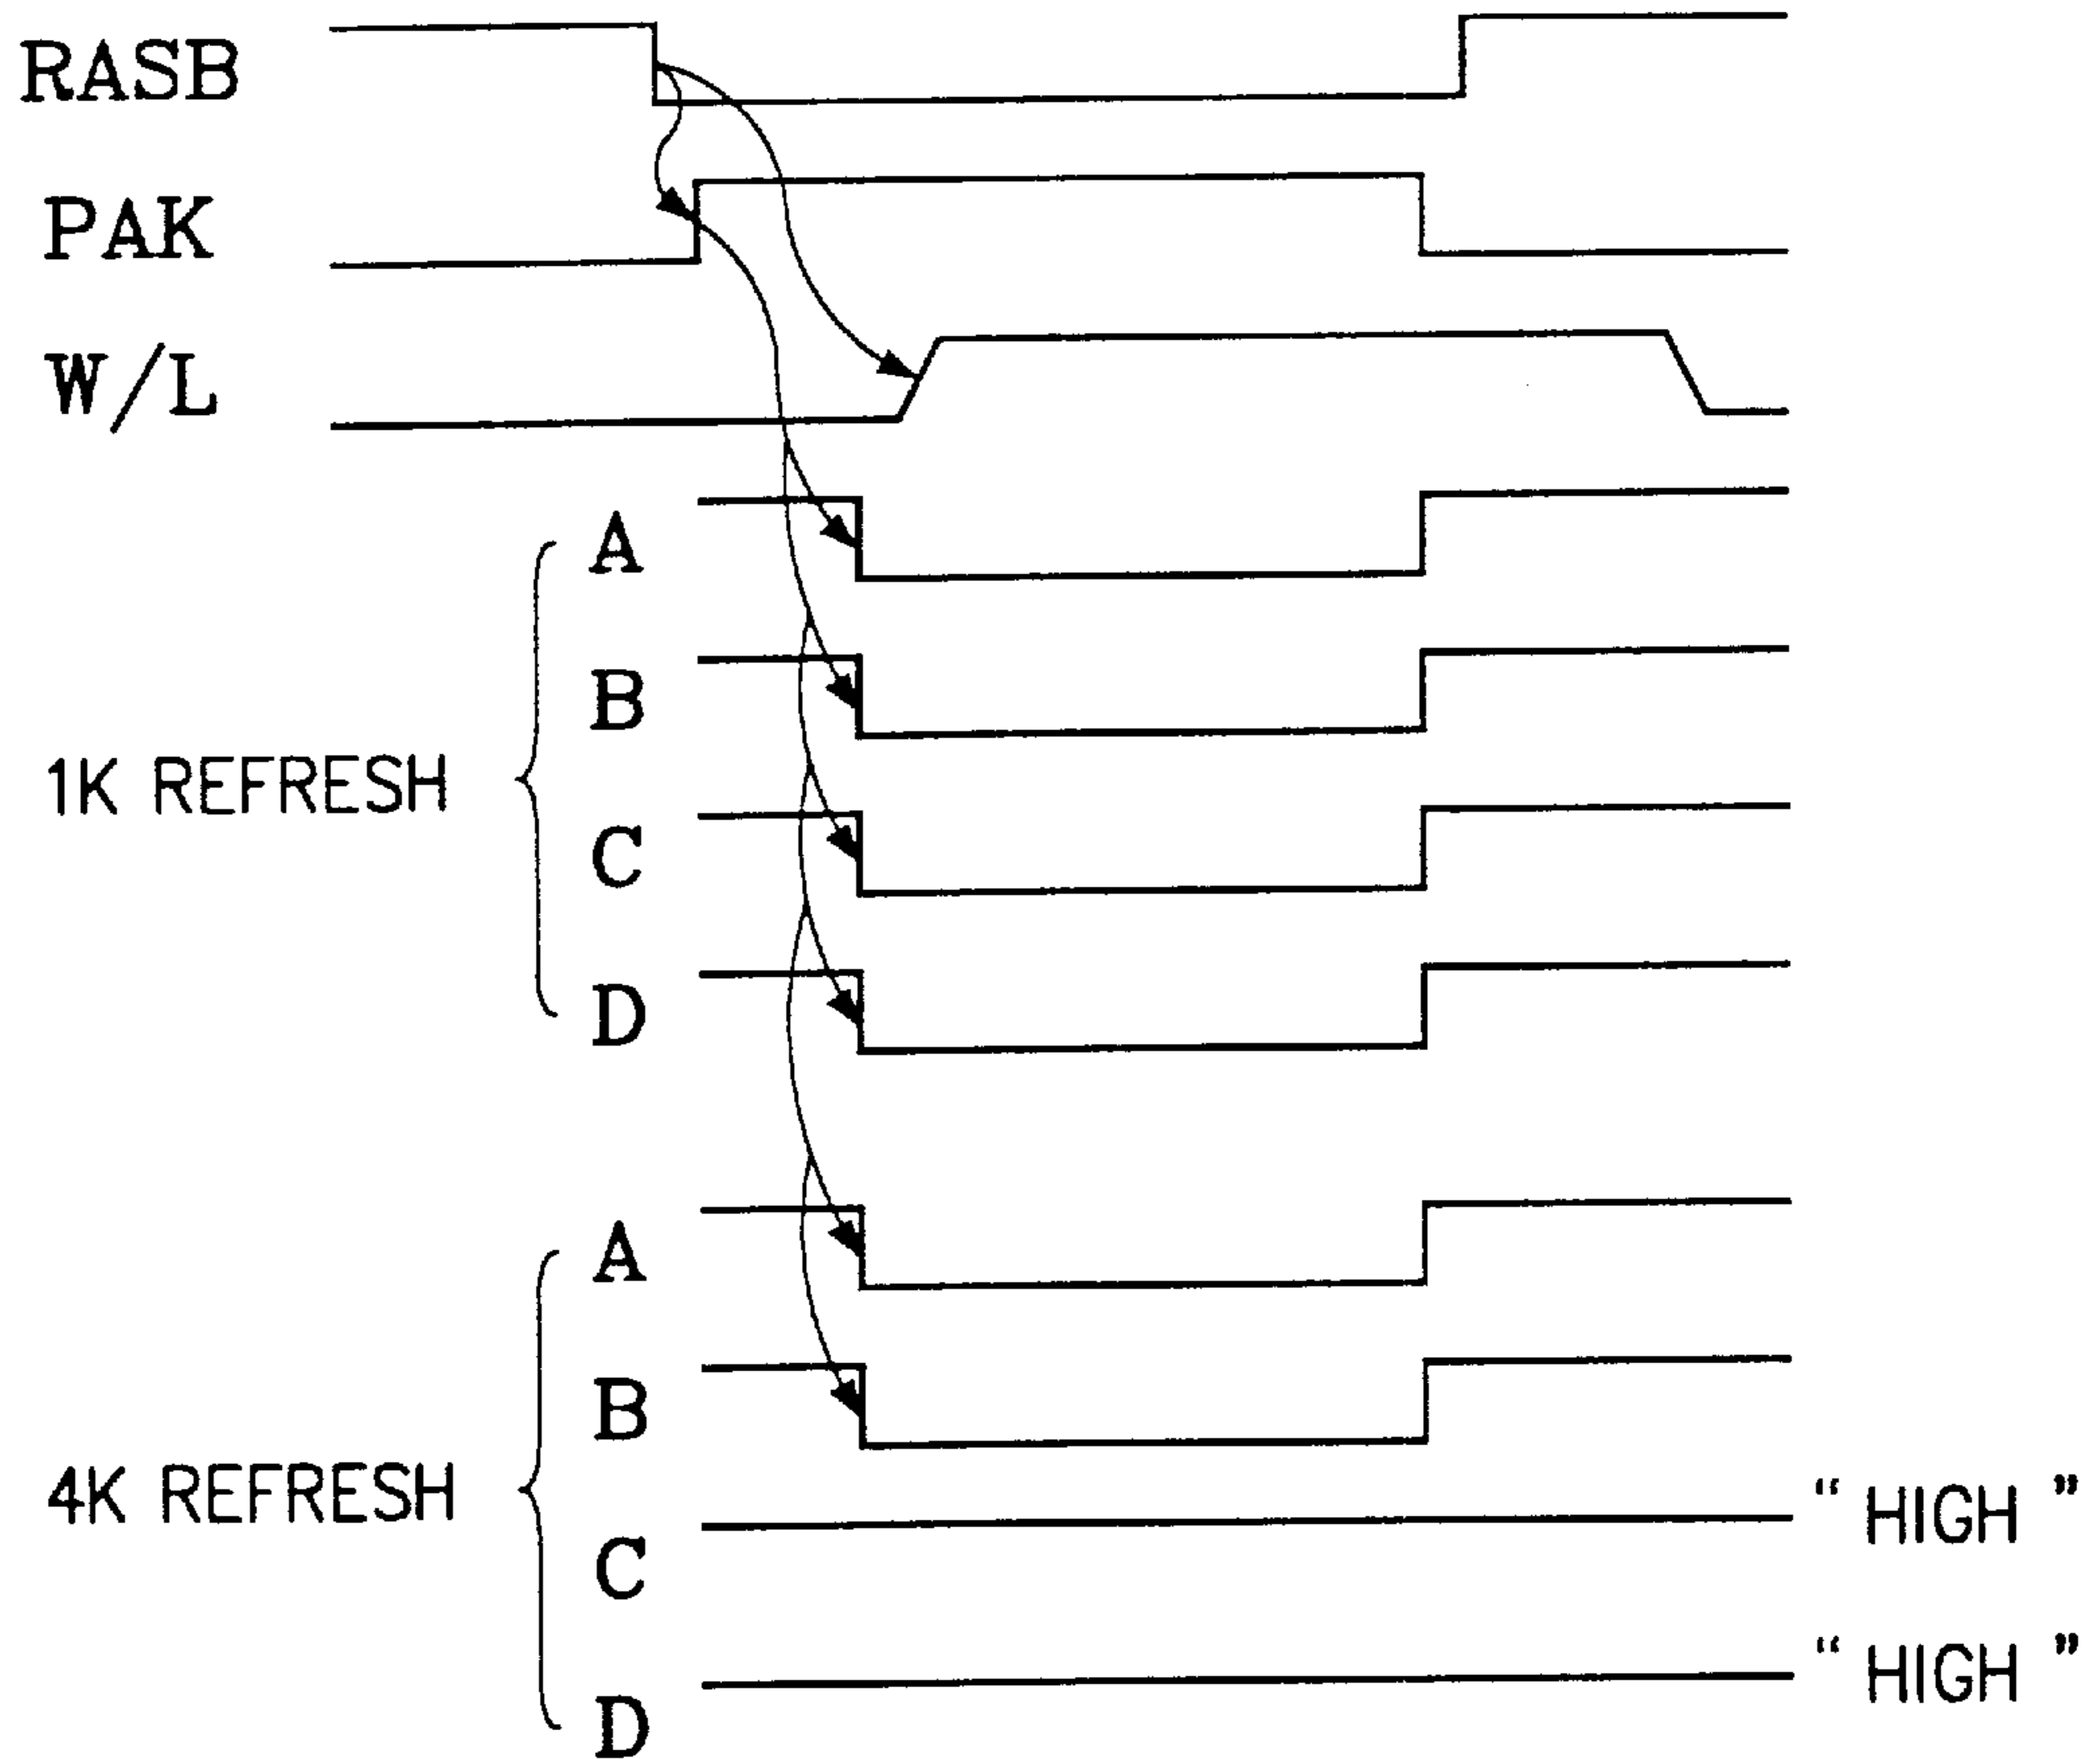 RASB
PAK
W/L
A
B
1K REFRESH
C
D
A
B
4K REFRESH
“ HIGH ”
C
“ HIGH ”
D